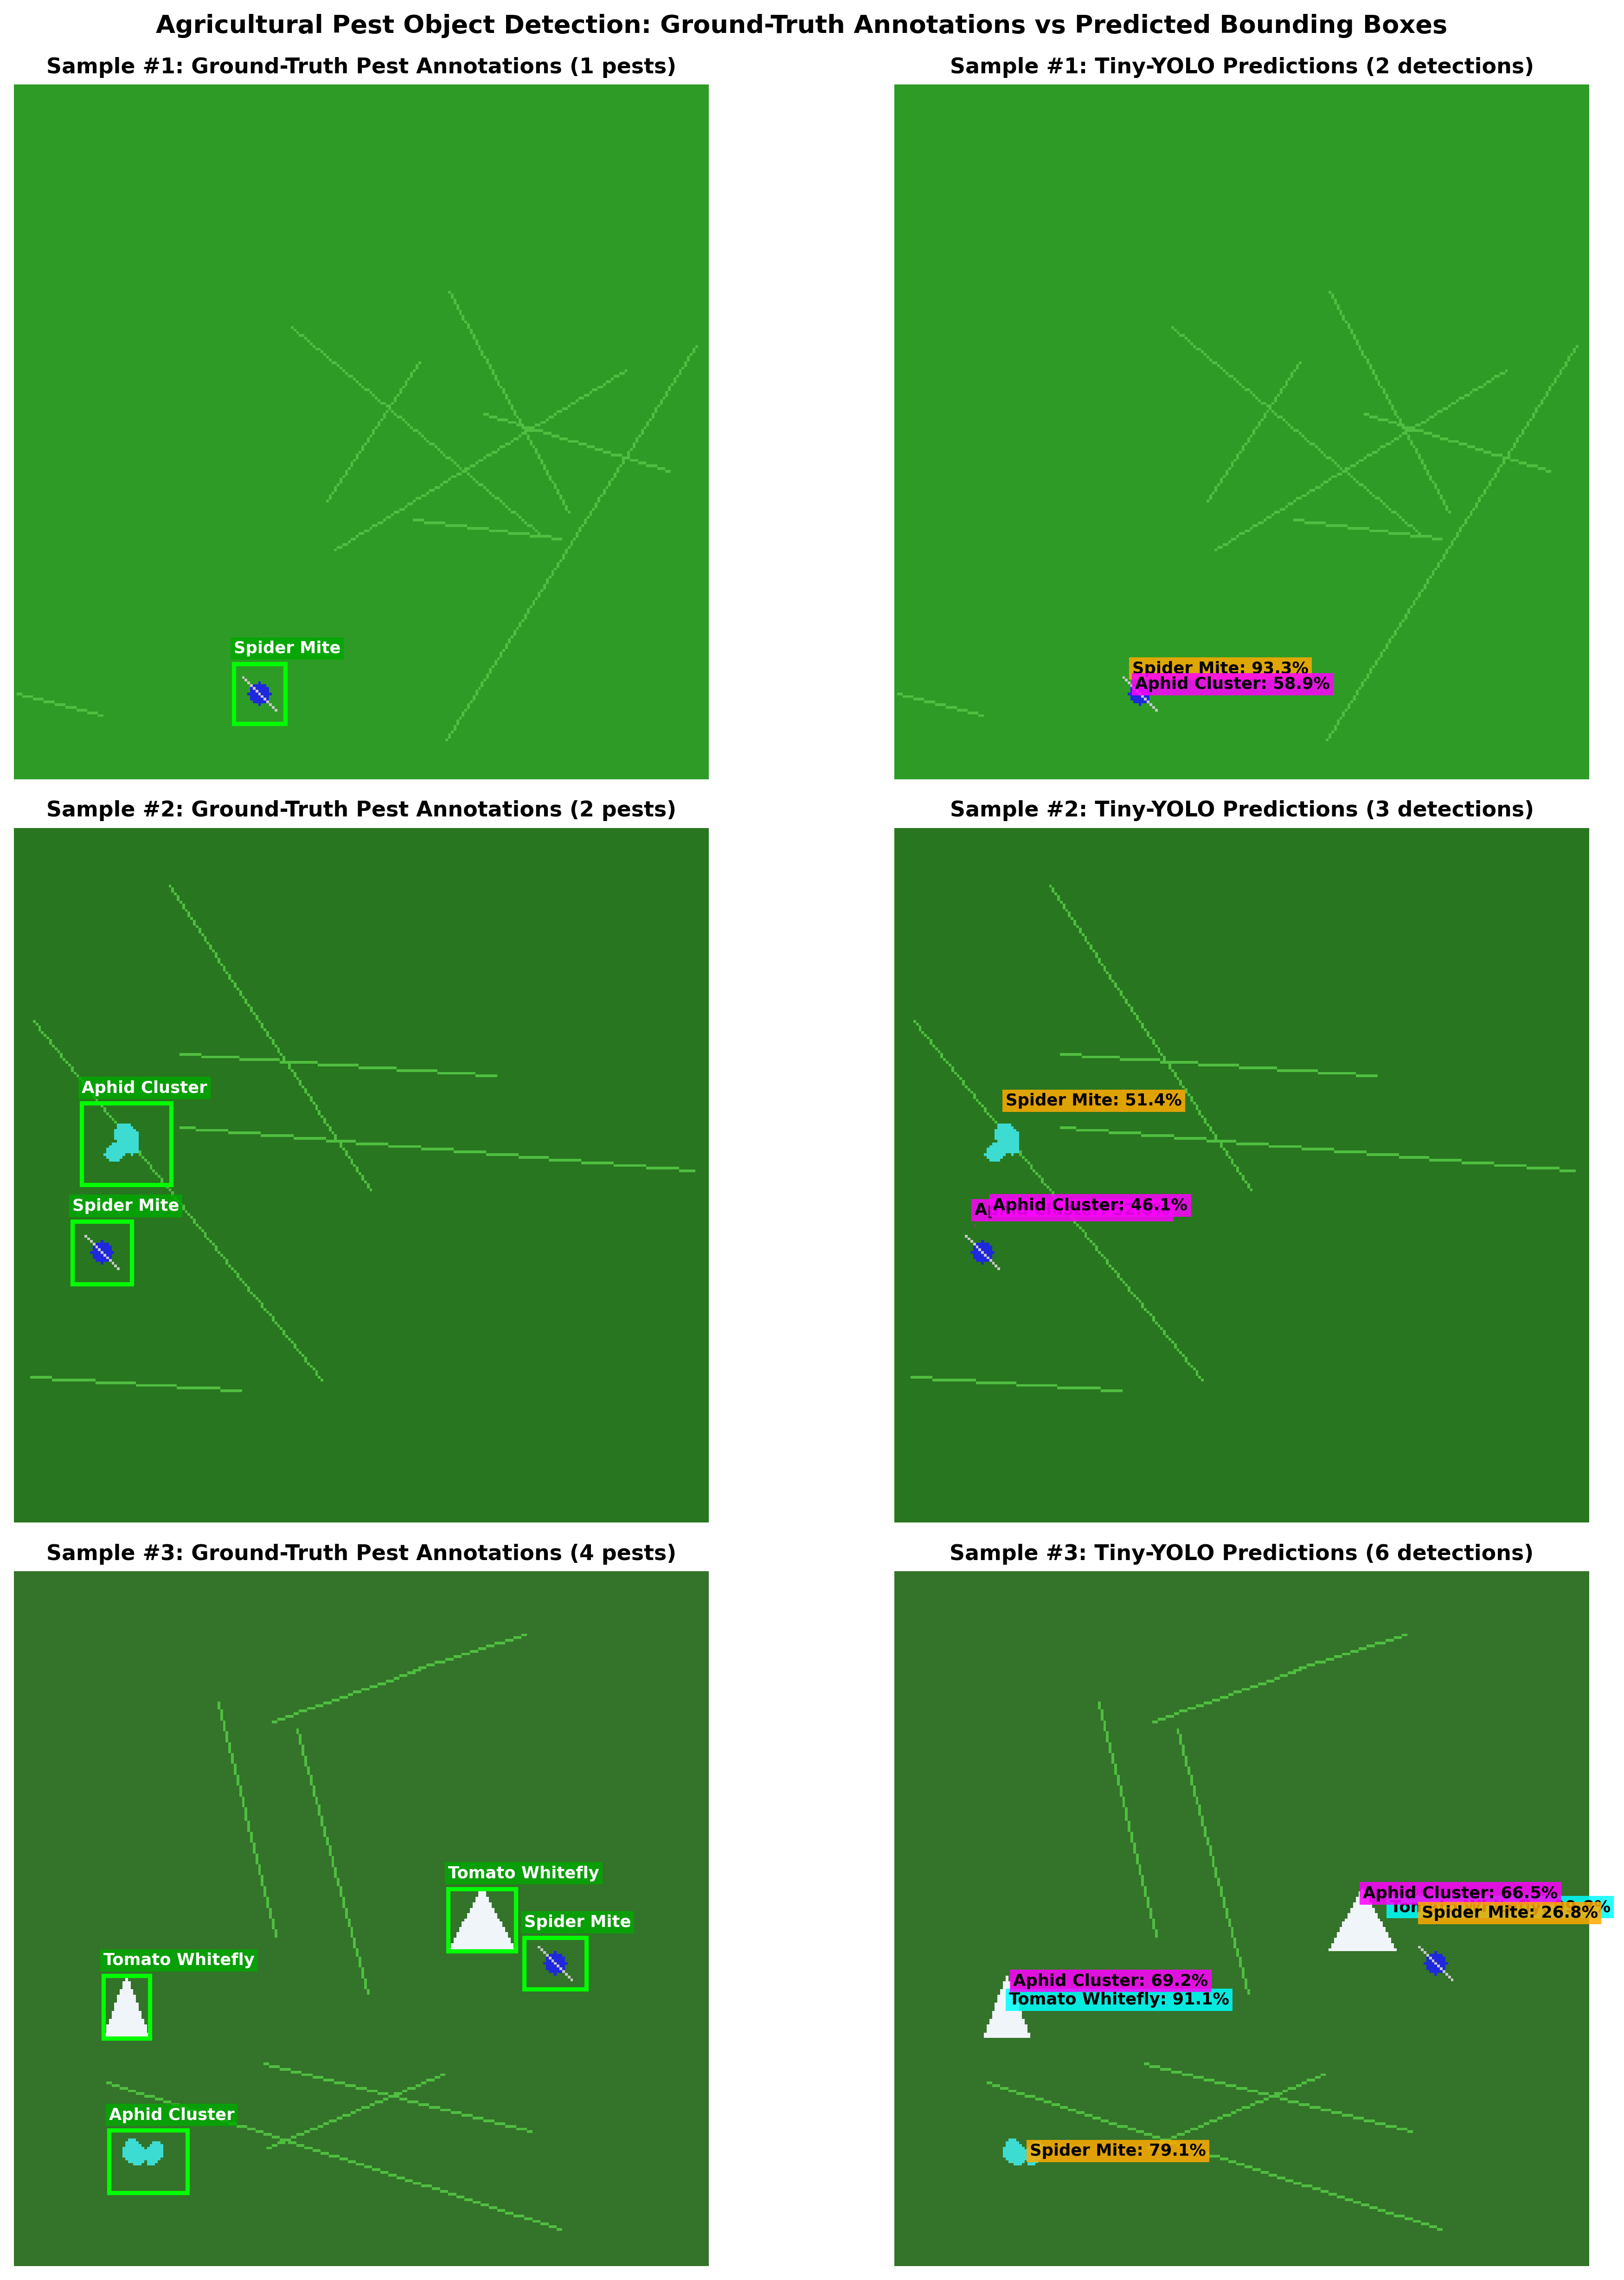 Agricultural Pest Object Detection: Ground-Truth Annotations vs Predicted Bounding Boxes
Sample #1: Ground-Truth Pest Annotations (1 pests)
Sample #1: Tiny-YOLO Predictions (2 detections)
Spider Mite
Spider Mite: 93.3%
Aphid Cluster: 58.9%
Sample #2: Ground-Truth Pest Annotations (2 pests)
Sample #2: Tiny-YOLO Predictions (3 detections)
Aphid Cluster
Spider Mite
Spider Mite: 51.4%
Aphid Cluster: 46.1%
Sample #3: Ground-Truth Pest Annotations (4 pests)
Sample #3: Tiny-YOLO Predictions (6 detections)
Tomato Whitefly
Spider Mite
Tomato Whitefly
Aphid Cluster
Aphid Cluster: 66.5%
Spider Mite: 26.8%
Aphid Cluster: 69.2%
Tomato Whitefly: 91.1%
Spider Mite: 79.1%